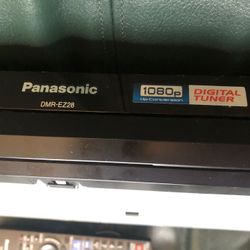 Panasonic
DMR-EZ28
1080p
Up-Conversion
DIGITAL
TUNER